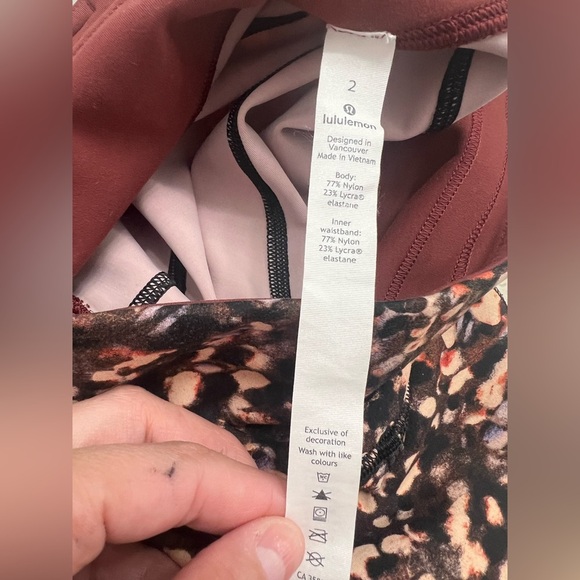 2
lululemon
Designed in
Vancouver
Made in Vietnam
Body:
77% Nylon
23% Lycra®
elastane
Inner
waistband:
77% Nylon
23% Lycra®
elastane
Exclusive of
decoration
Wash with like
colours
CA